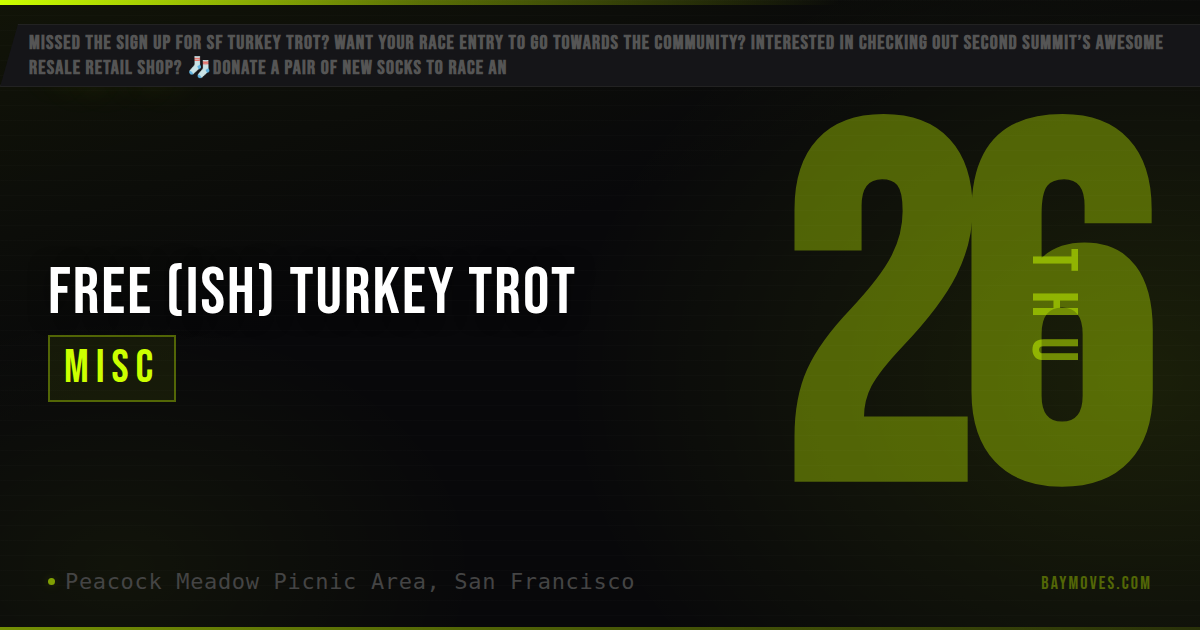 MISSED THE SIGN UP FOR SF TURKEY TROT? WANT YOUR RACE ENTRY TO GO TOWARDS THE COMMUNITY? INTERESTED IN CHECKING OUT SECOND SUMMIT'S AWESOME
RESALE RETAIL SHOP? 🧦DONATE A PAIR OF NEW SOCKS TO RACE AN
26
THU
FREE (ISH) TURKEY TROT
MISC
Peacock Meadow Picnic Area, San Francisco
BAYMOVES.COM